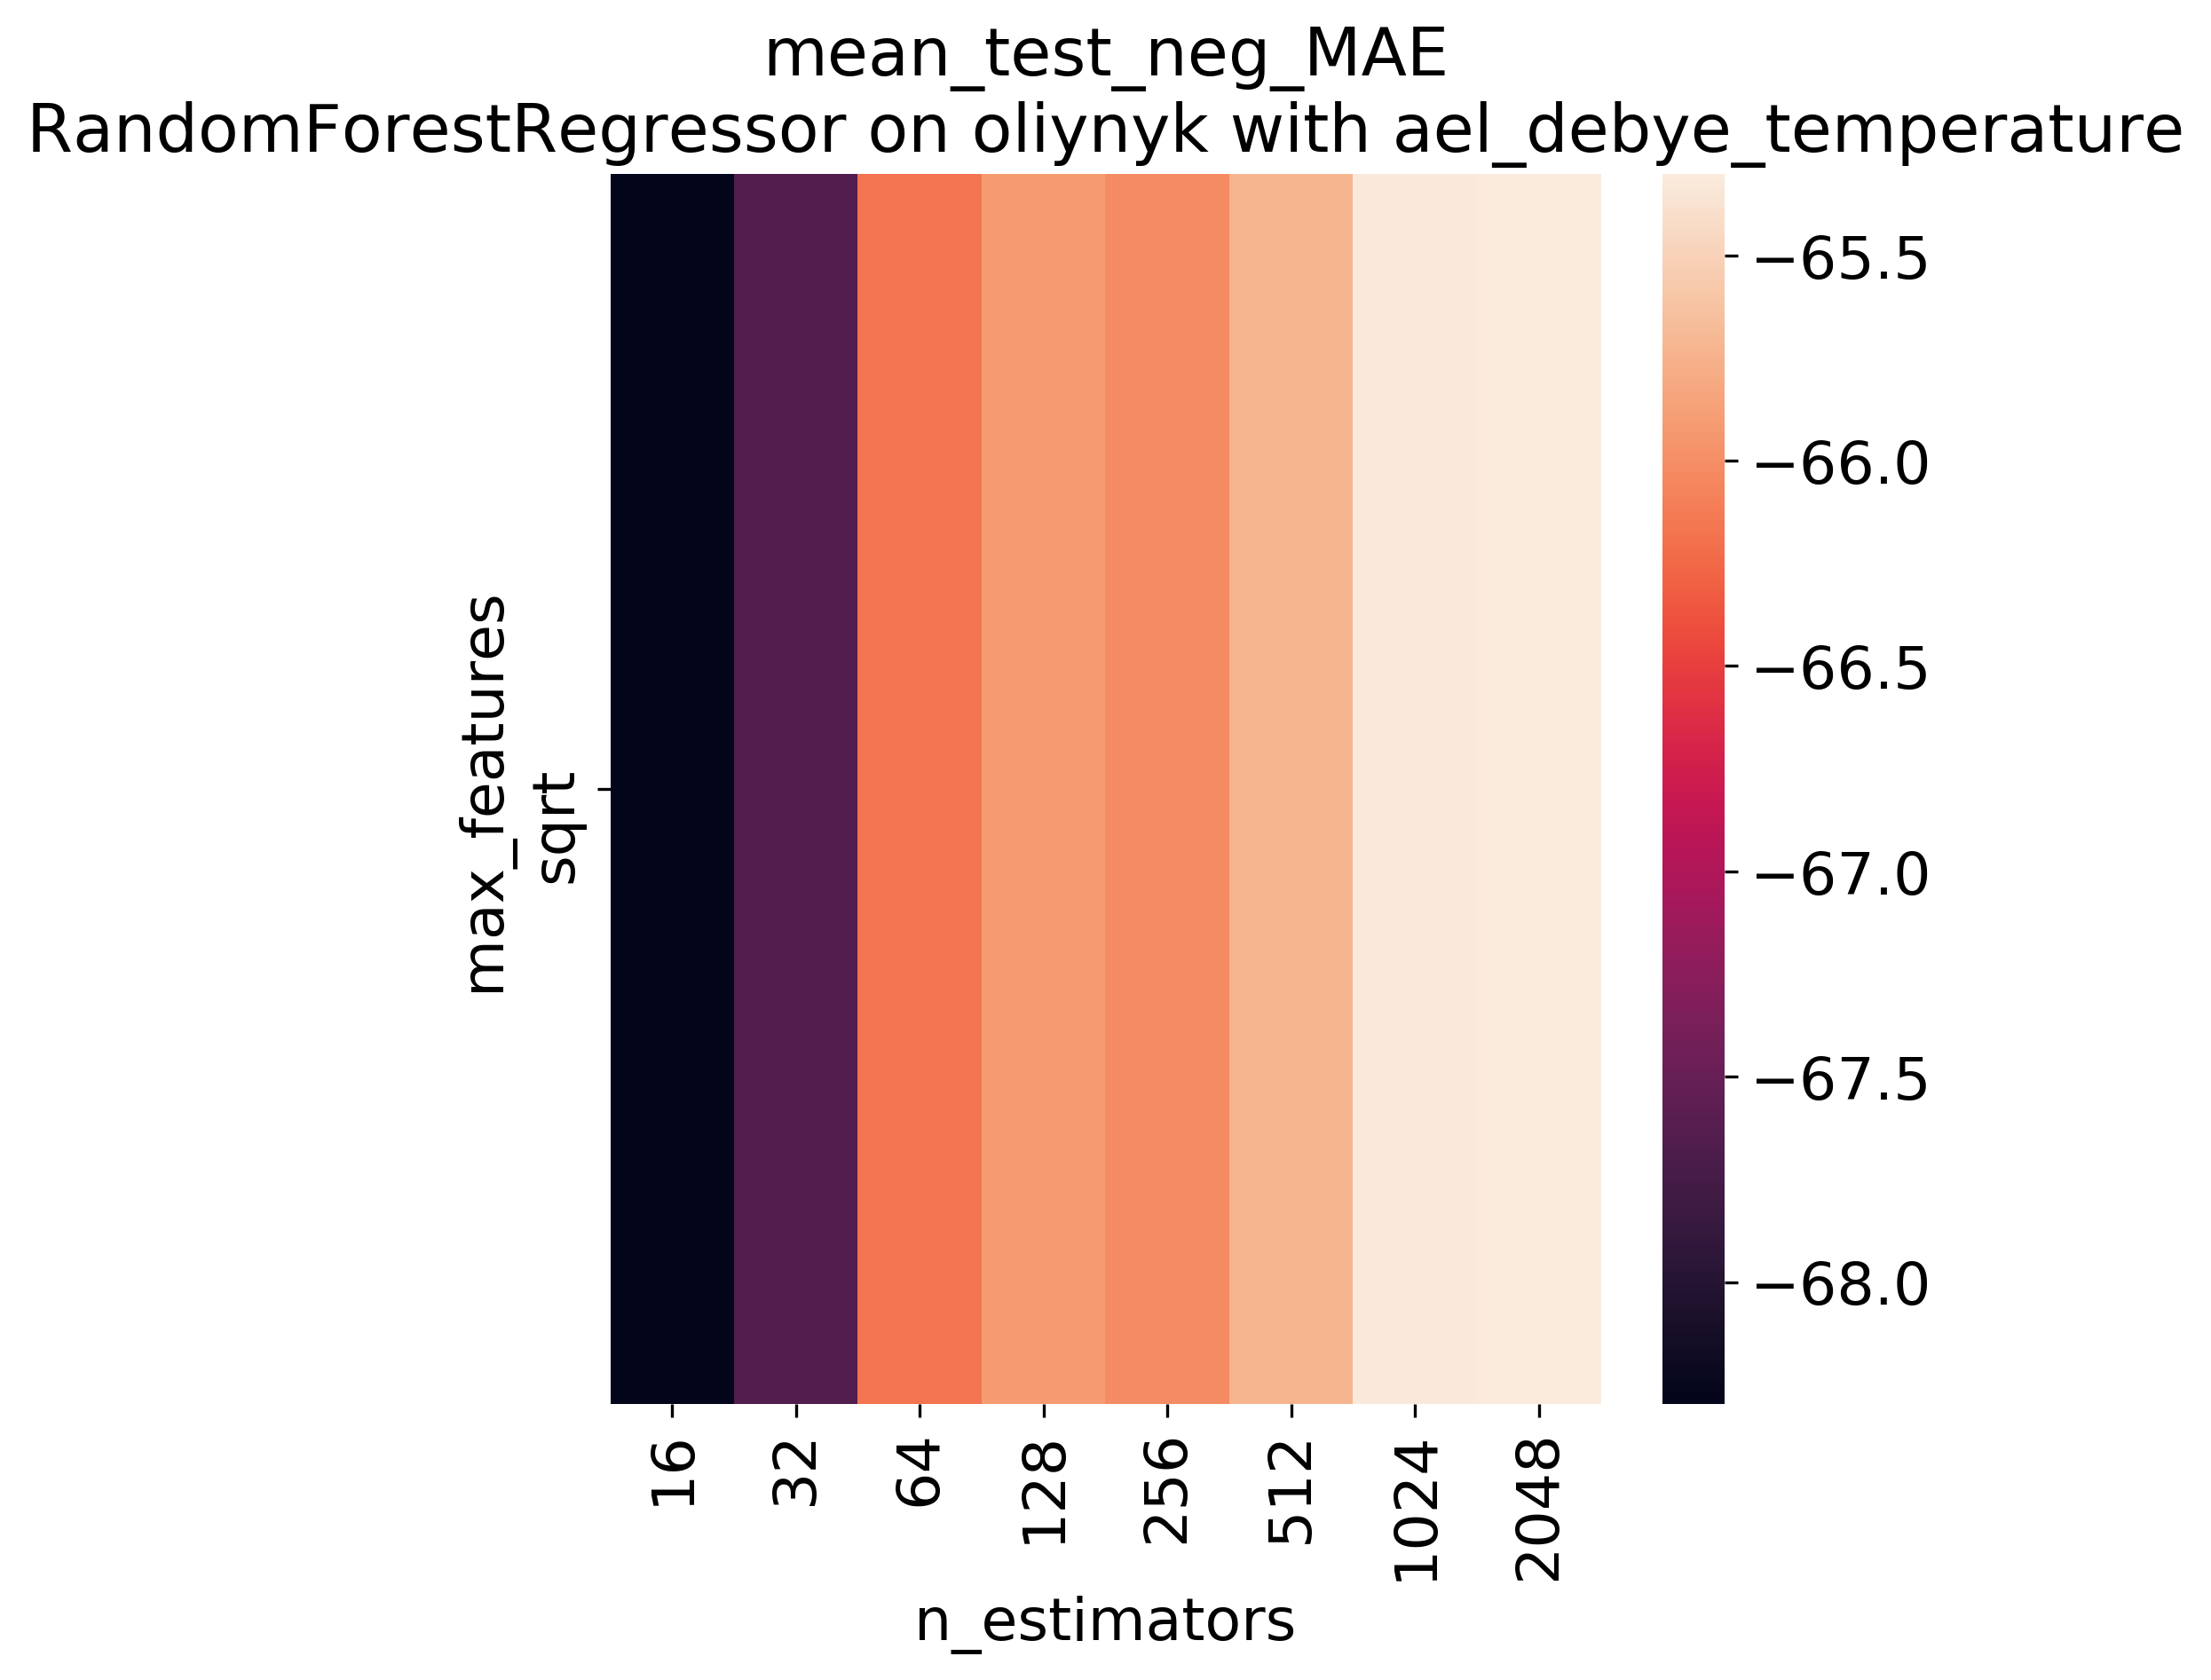 mean_test_neg_MAE
RandomForestRegressor on oliynyk with ael_debye_temperature
max_features
sqrt
16
32
64
128
256
512
1024
2048
n_estimators
−65.5
−66.0
−66.5
−67.0
−67.5
−68.0